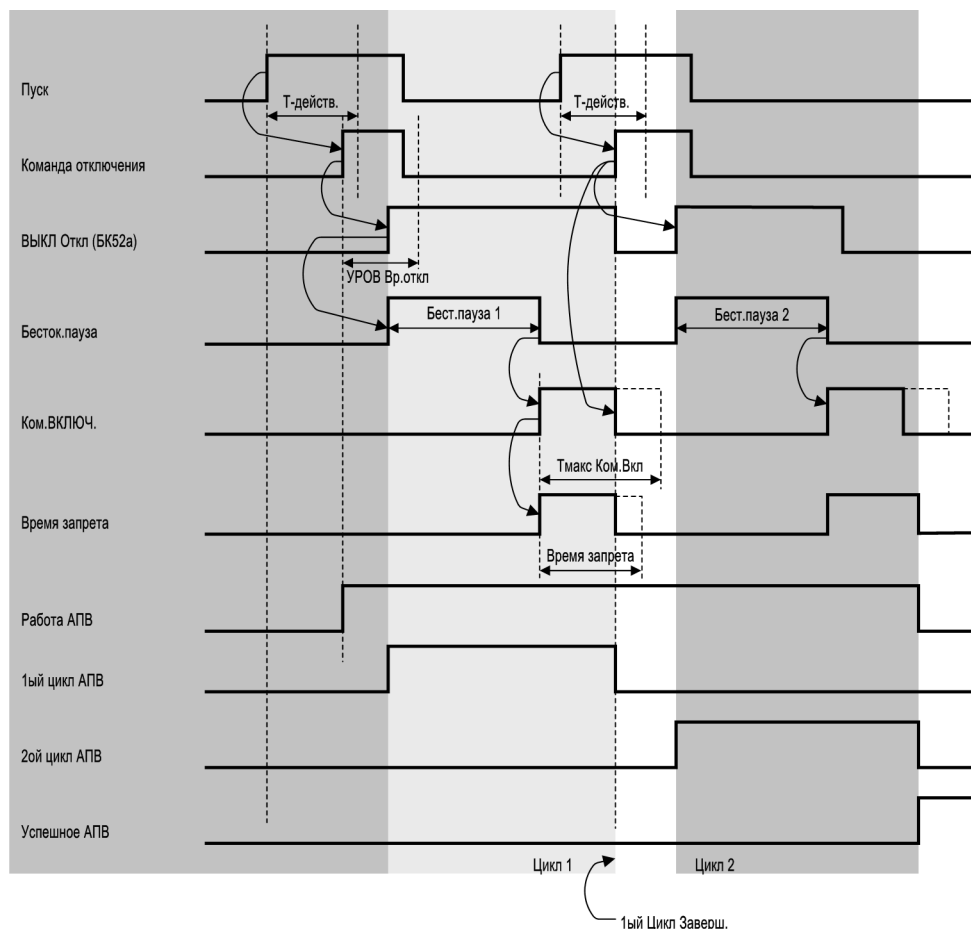 Пуск
Т-действ.
Т-действ.
Команда отключения
ВЫКЛ Откл (БК52а)
УРОВ Вр.откл
Бесток.пауза
Бест.пауза 1
Бест.пауза 2
Ком.ВКЛЮЧ.
Тмакс Ком.Вкл
Время запрета
Время запрета
Работа АПВ
1ый цикл АПВ
2ой цикл АПВ
Успешное АПВ
Цикл 1
Цикл 2
1ый Цикл Заверш.